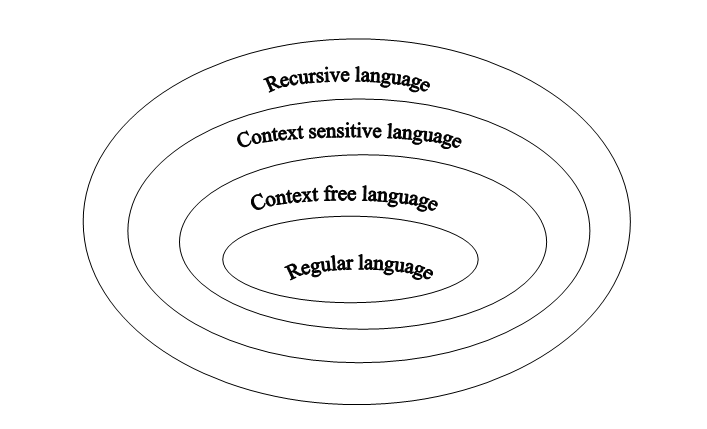 Recursive language
Context sensitive language
Context free language
Regular language